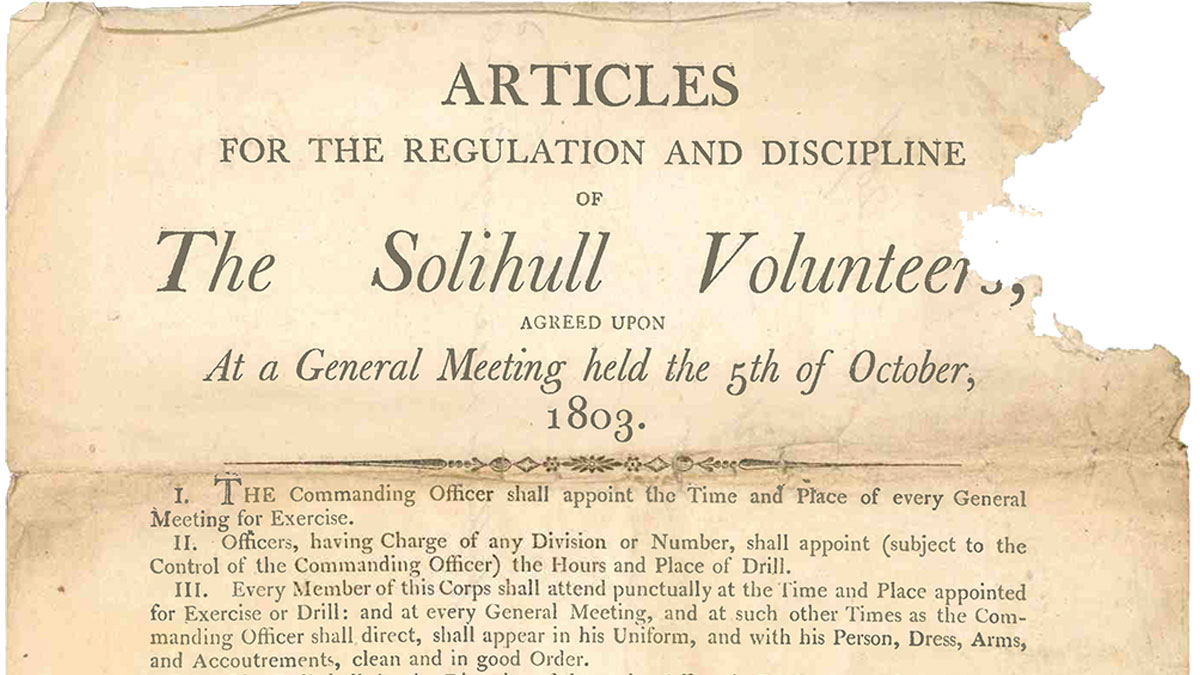 ARTICLES
FOR THE REGULATION AND DISCIPLINE
OF
The Solihull Volunteers,
AGREED UPON
At a General Meeting held the 5th of October,
1803.
I. THE Commanding Officer shall appoint the Time and Place of every General
Meeting for Exercise.
II. Officers, having Charge of any Division or Number, shall appoint (subject to the
Control of the Commanding Officer) the Hours and Place of Drill.
III. Every Member of this Corps shall attend punctually at the Time and Place appointed
for Exercise or Drill: and at every General Meeting, and at such other Times as the Com-
manding Officer shall direct, shall appear in his Uniform, and with his Person, Dress, Arms,
and Accoutrements, clean and in good Order.